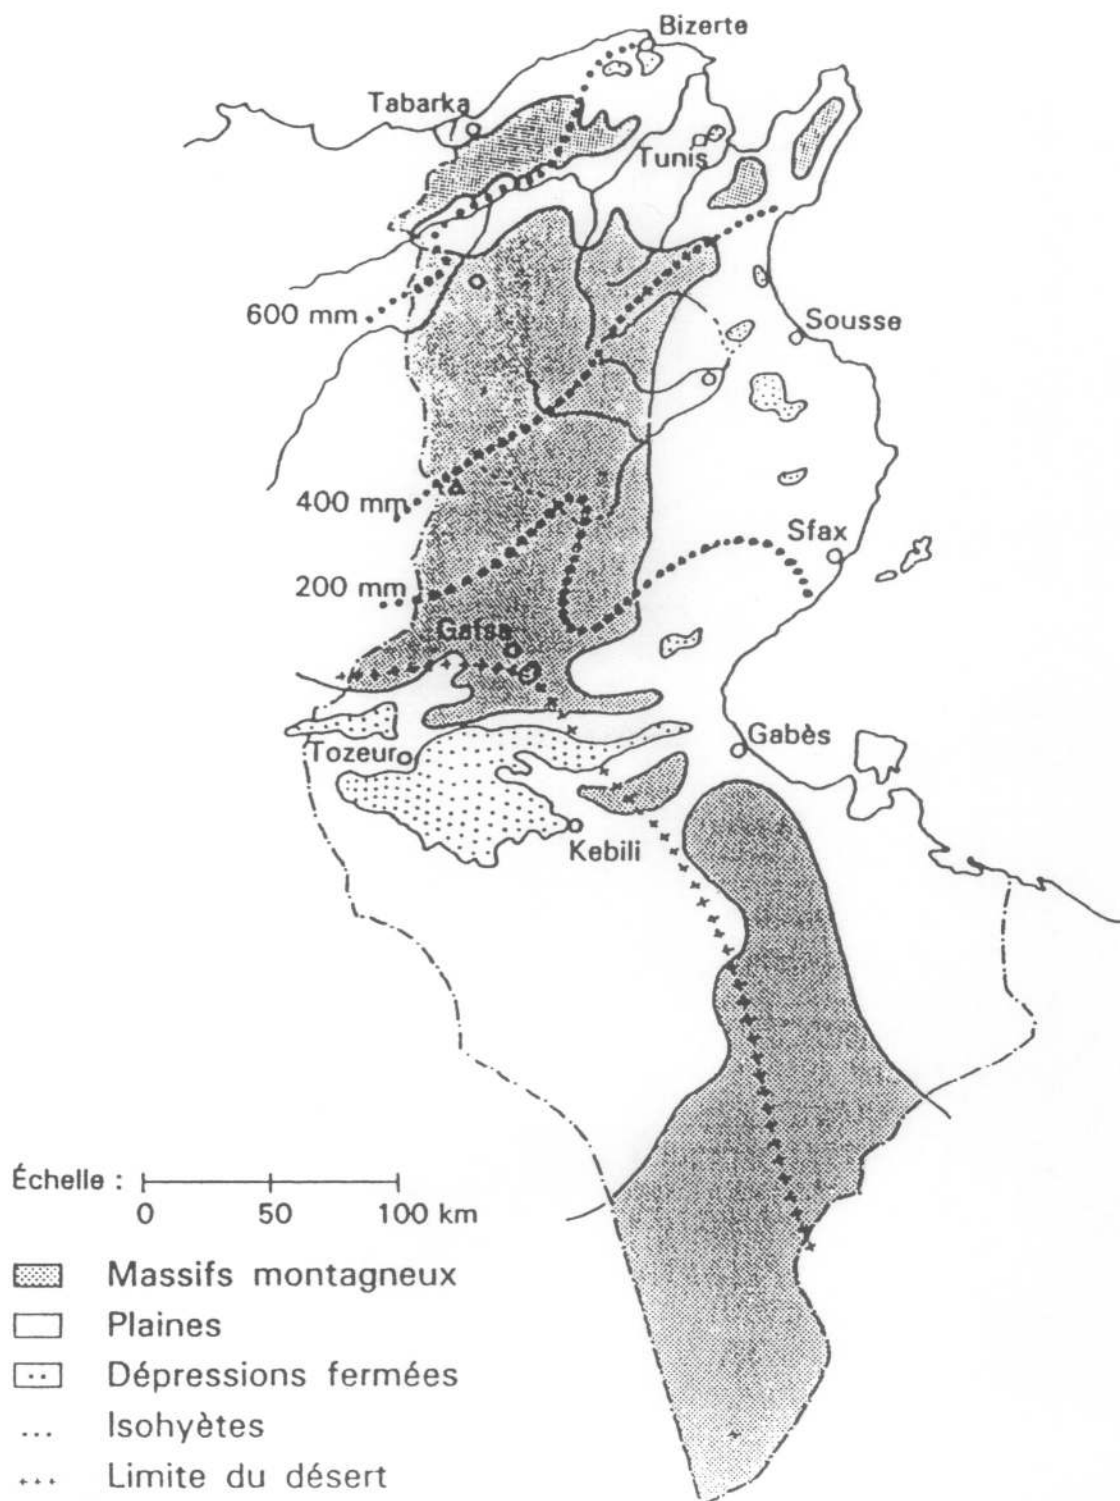 Bizerte
Tabarka
Tunis
600 mm
Sousse
400 mm
Sfax
200 mm
Gafsa
Gabès
Tozeur
Kebili
Échelle :
0 50 100 km
Massifs montagneux
Plaines
Dépressions fermées
Isohyètes
Limite du désert